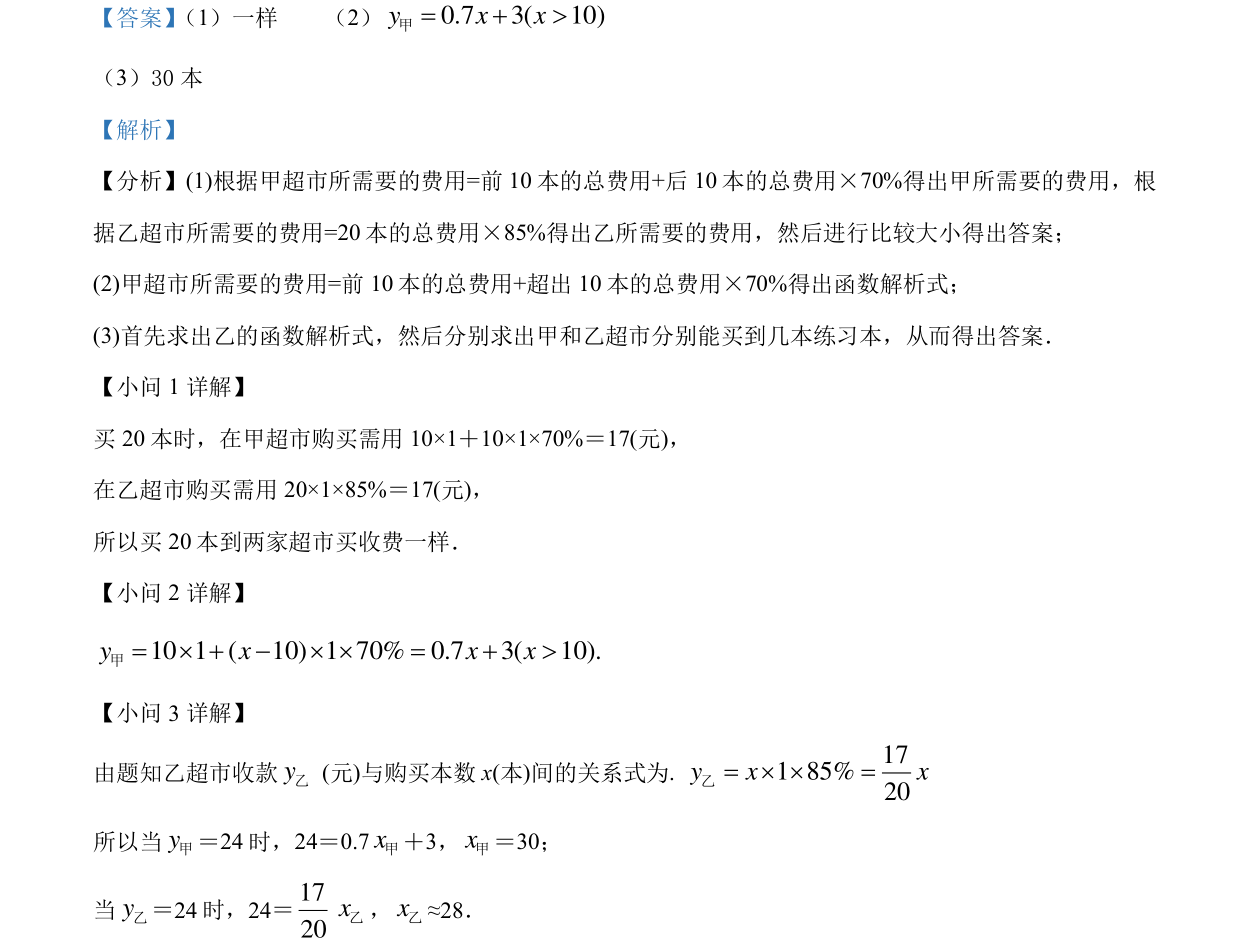 【答案】（1）一样 （2） y甲 = 0.7x + 3(x > 10)
（3）30 本
【解析】
【分析】(1)根据甲超市所需要的费用=前 10 本的总费用+后 10 本的总费用×70%得出甲所需要的费用，根
据乙超市所需要的费用=20 本的总费用×85%得出乙所需要的费用，然后进行比较大小得出答案；
(2)甲超市所需要的费用=前 10 本的总费用+超出 10 本的总费用×70%得出函数解析式；
(3)首先求出乙的函数解析式，然后分别求出甲和乙超市分别能买到几本练习本，从而得出答案．
【小问 1 详解】
买 20 本时，在甲超市购买需用 10×1＋10×1×70%＝17(元)，
在乙超市购买需用 20×1×85%＝17(元)，
所以买 20 本到两家超市买收费一样．
【小问 2 详解】
y甲 = 10×1 + (x − 10)×1×70% = 0.7x + 3(x > 10).
【小问 3 详解】
由题知乙超市收款 y乙 (元)与购买本数 x(本)间的关系式为. y乙 = x×1×85% = 17/20 x
所以当 y甲 ＝24 时，24＝0.7 x甲 ＋3， x甲 ＝30；
当 y乙 ＝24 时，24＝ 17/20 x乙 ， x乙 ≈28．